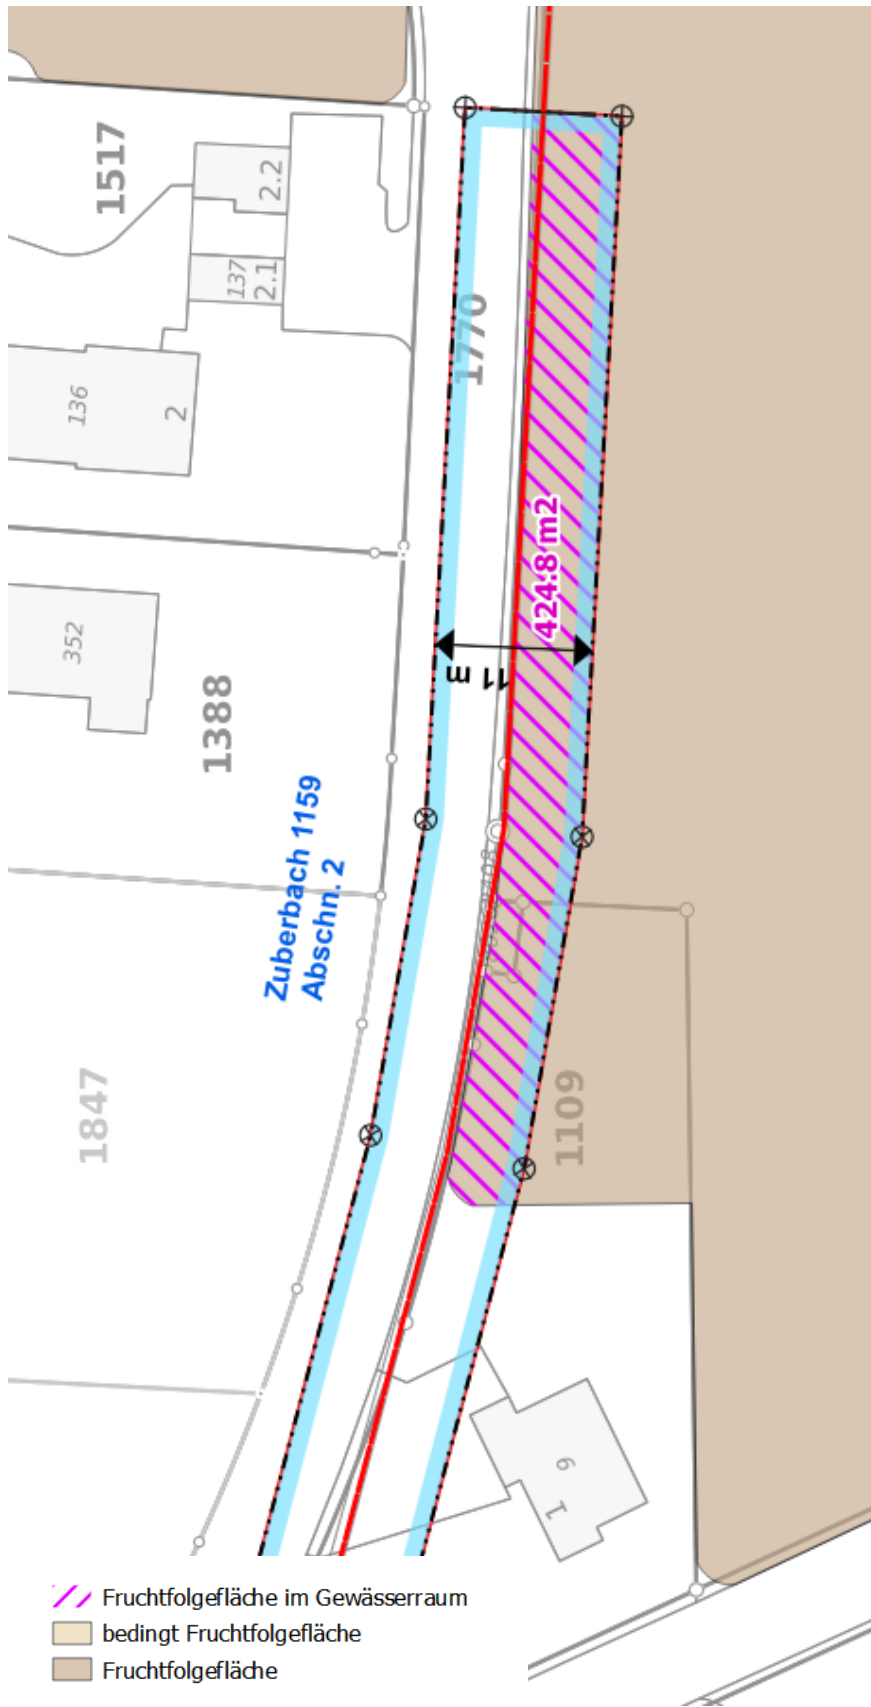 1517
2.2
137
2.1
1770
136
2
424.8 m2
11 m
352
1388
Zuberbach 1159
Abschn. 2
1847
1109
9
1
Fruchtfolgefläche im Gewässerraum
bedingt Fruchtfolgefläche
Fruchtfolgefläche